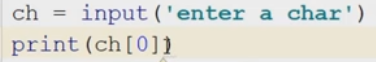 ch = input('enter a char')
print(ch[0])